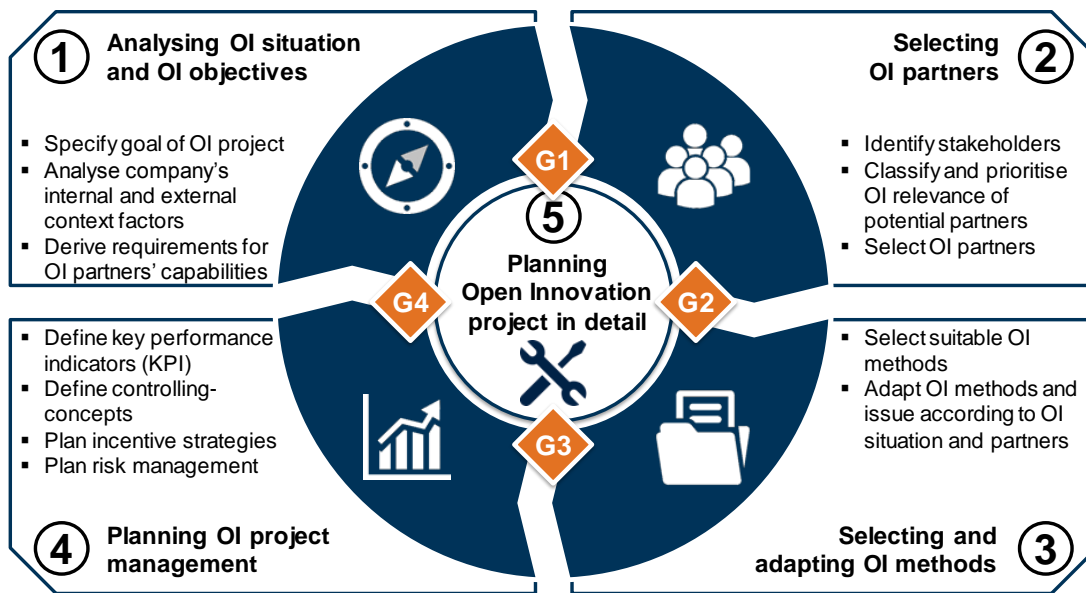 1
Analysing OI situation
and OI objectives
▪ Specify goal of OI project
▪ Analyse company's
internal and external
context factors
▪ Derive requirements for
OI partners' capabilities
Selecting
OI partners
2
▪ Identify stakeholders
▪ Classify and prioritise
OI relevance of
potential partners
▪ Select OI partners
G1
5
Planning
Open Innovation
project in detail
G4
G2
G3
▪ Define key performance
indicators (KPI)
▪ Define controlling-
concepts
▪ Plan incentive strategies
▪ Plan risk management
4
Planning OI project
management
▪ Select suitable OI
methods
▪ Adapt OI methods and
issue according to OI
situation and partners
Selecting and
adapting OI methods
3